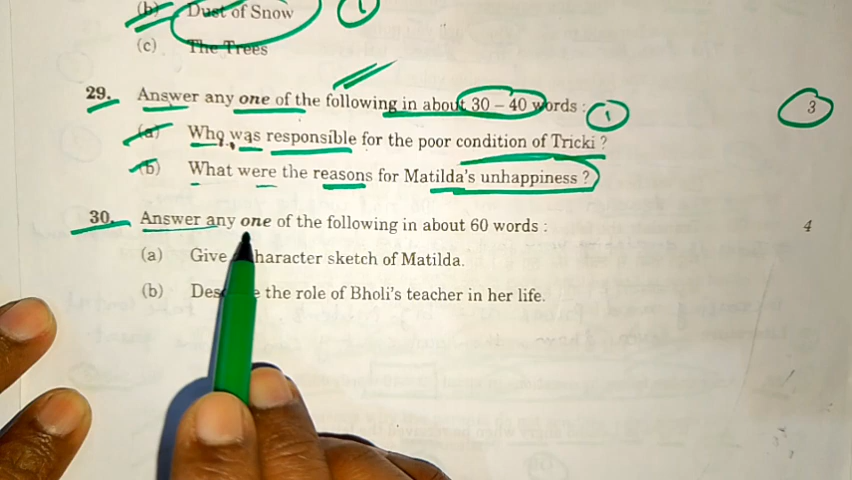 (b) Dust of Snow 1
(c) The Trees
29. Answer any one of the following in about 30 – 40 words : 1 3
(a) Who was responsible for the poor condition of Tricki ?
(b) What were the reasons for Matilda's unhappiness ?
30. Answer any one of the following in about 60 words : 4
(a) Give character sketch of Matilda.
(b) the role of Bholi's teacher in her life.